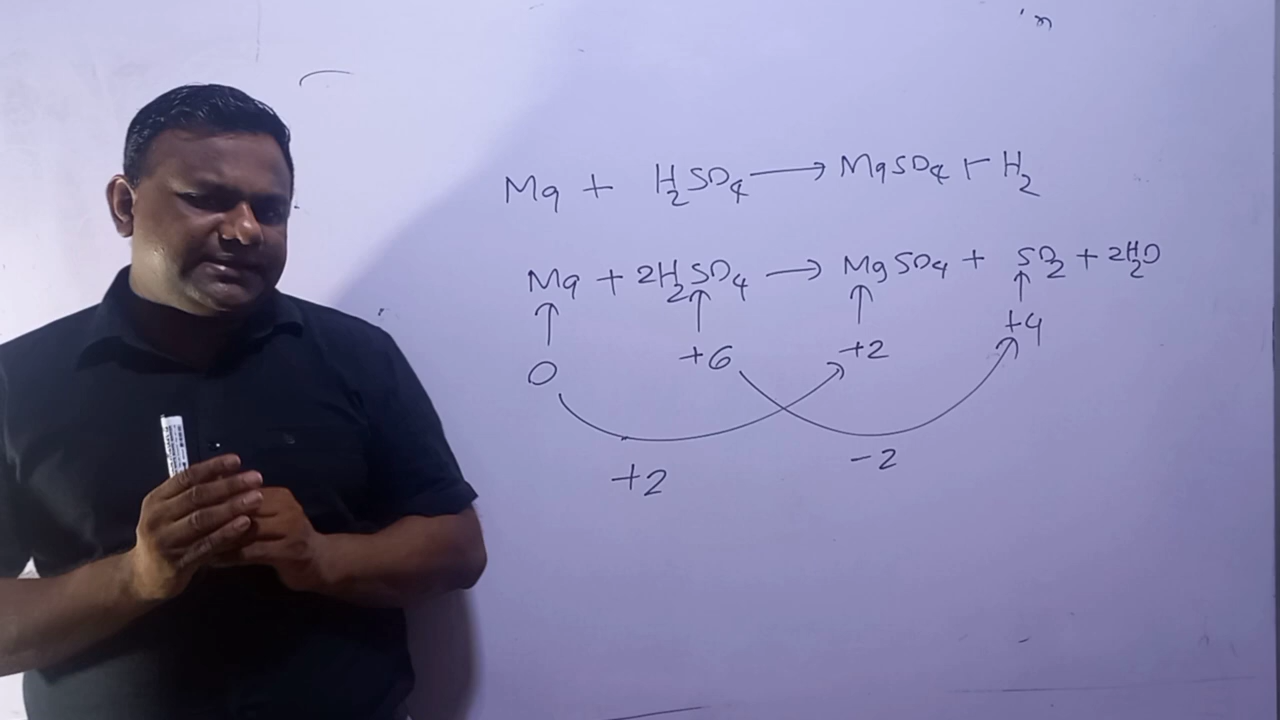 Mg + H₂SO₄ ⟶ MgSO₄ + H₂
Mg + 2H₂SO₄ ⟶ MgSO₄ + SO₂ + 2H₂O
↑ ↑ ↑ ↑
0 +6 +2 +4
+2 -2